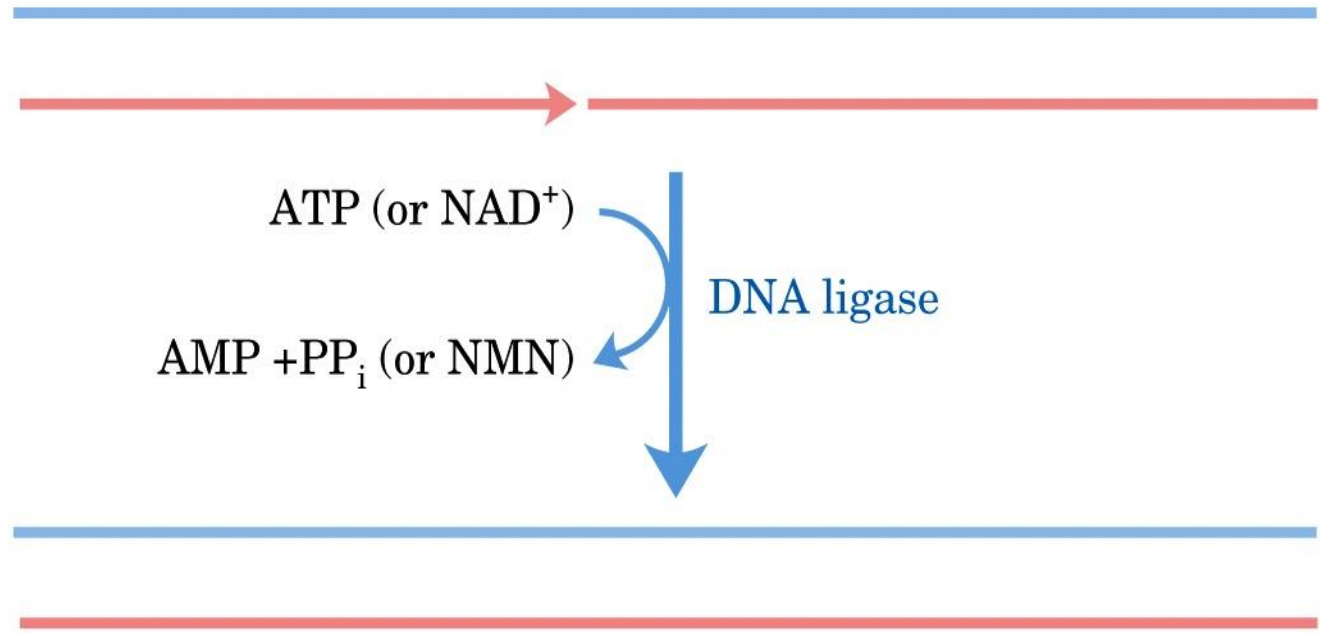 ATP (or NAD⁺)
DNA ligase
AMP +PPᵢ (or NMN)